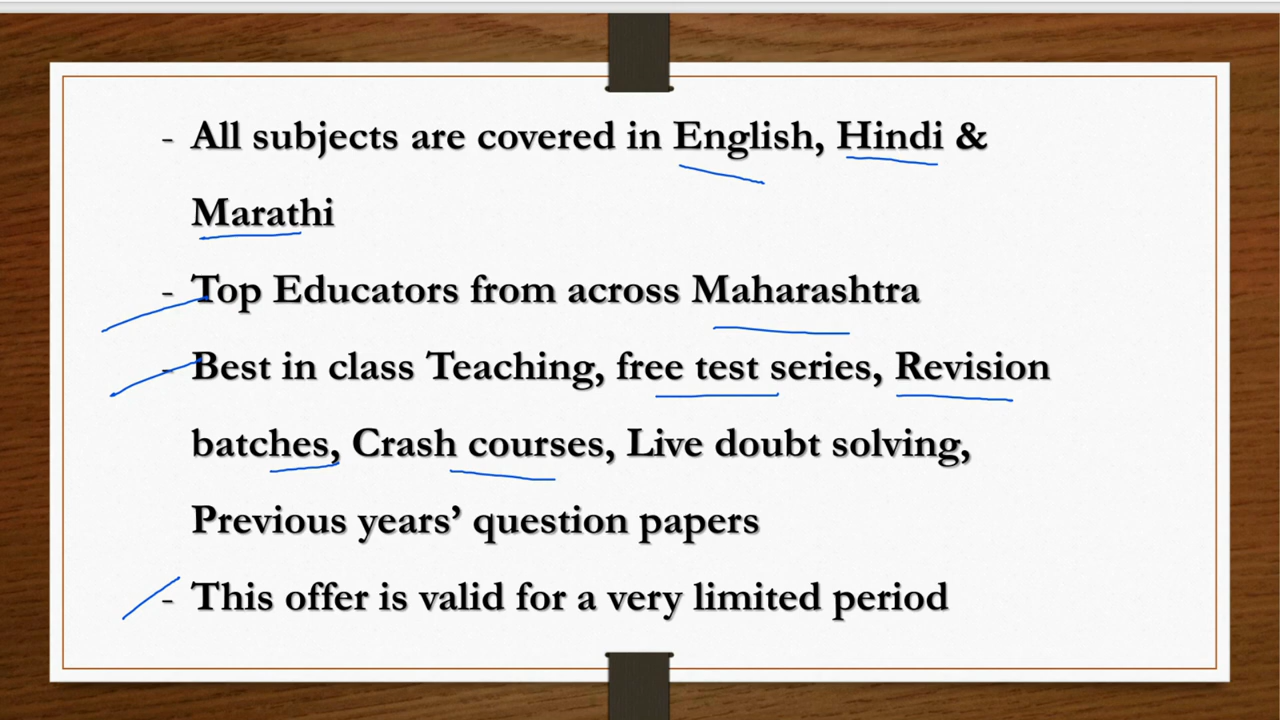 - All subjects are covered in English, Hindi &
Marathi
- Top Educators from across Maharashtra
- Best in class Teaching, free test series, Revision
batches, Crash courses, Live doubt solving,
Previous years’ question papers
- This offer is valid for a very limited period